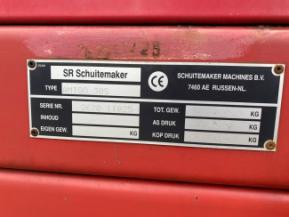 SR Schuitemaker
SCHUITEMAKER MACHINES B.V.
7460 AE RIJSSEN-NL.
CE
TYPE
SERIE NR.
INHOUD
EIGEN GEW. KG
TOT. GEW. KG
AS DRUK KG
KOP DRUK KG